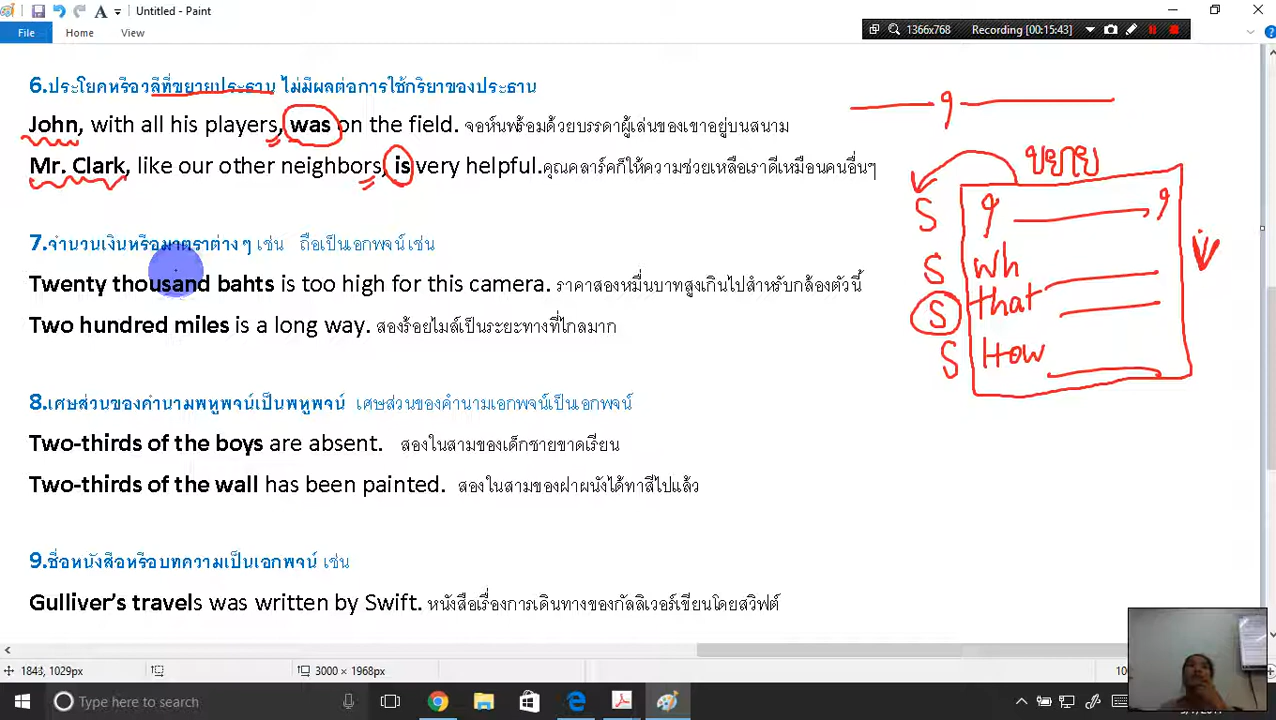 Untitled - Paint
File Home View
1366x768 Recording [00:15:43]
6.ประโยคหรือวลีที่ขยายประธาน ไม่มีผลต่อการใช้กริยาของประธาน
John, with all his players, was on the field. จอห์นพร้อมด้วยบรรดาผู้เล่นของเขาอยู่บนสนาม
Mr. Clark, like our other neighbors, is very helpful.คุณคลาร์คก็ให้ความช่วยเหลือเราดีเหมือนคนอื่นๆ
ขยาย
S , ,
S wh
S that
S How
7.จำนวนเงินหรือมาตราต่าง ๆ เช่น ถือเป็นเอกพจน์ เช่น
Twenty thousand bahts is too high for this camera. ราคาสองหมื่นบาทสูงเกินไปสำหรับกล้องตัวนี้
Two hundred miles is a long way. สองร้อยไมล์เป็นระยะทางที่ไกลมาก
8.เศษส่วนของคำนามพหูพจน์เป็นพหูพจน์ เศษส่วนของคำนามเอกพจน์เป็นเอกพจน์
Two-thirds of the boys are absent. สองในสามของเด็กชายขาดเรียน
Two-thirds of the wall has been painted. สองในสามของฝาผนังได้ทาสีไปแล้ว
9.ชื่อหนังสือหรือบทความเป็นเอกพจน์ เช่น
Gulliver's travels was written by Swift. หนังสือเรื่องการเดินทางของกัลลิเวอร์เขียนโดยสวิฟต์
1843, 1029px 3000 × 1968px
Type here to search